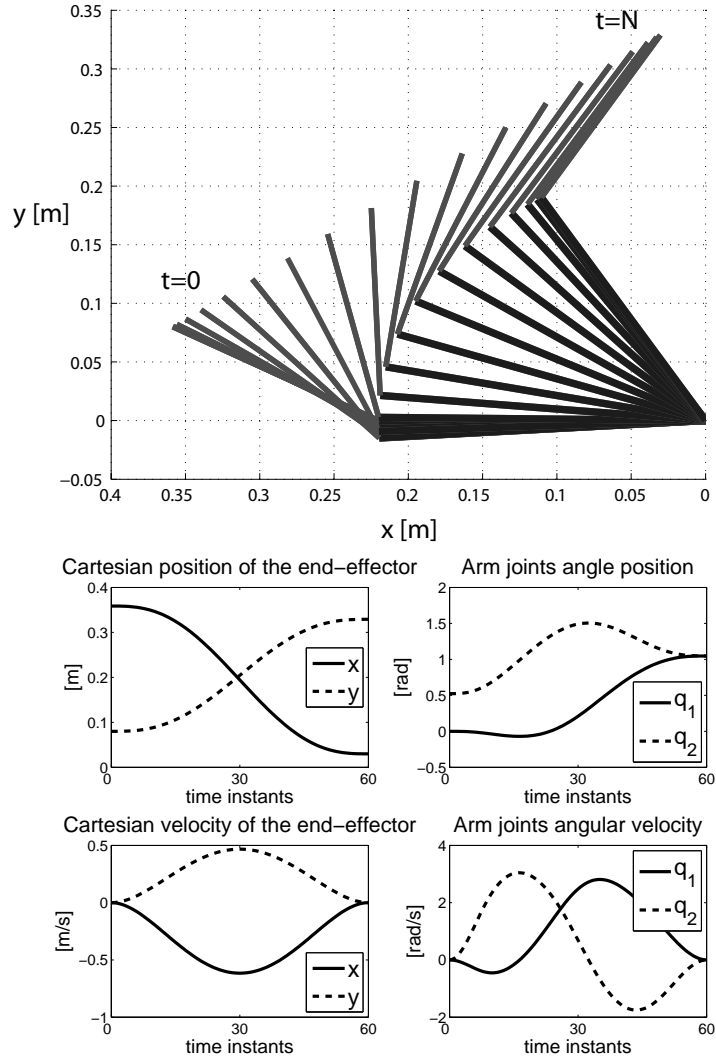 0.35
t=N
0.3
0.25
0.2
y [m]
0.15
t=0
0.1
0.05
0
−0.05
0.4 0.35 0.3 0.25 0.2 0.15 0.1 0.05 0
x [m]
Cartesian position of the end−effector
0.4
0.3
[m]
0.2
0.1
0
x
y
0 30 60
time instants
Arm joints angle position
2
1.5
1
[rad]
0.5
0
−0.5
q1
q2
0 30 60
time instants
Cartesian velocity of the end−effector
0.5
0
[m/s]
−0.5
−1
x
y
0 30 60
time instants
Arm joints angular velocity
4
2
[rad/s]
0
−2
q1
q2
0 30 60
time instants